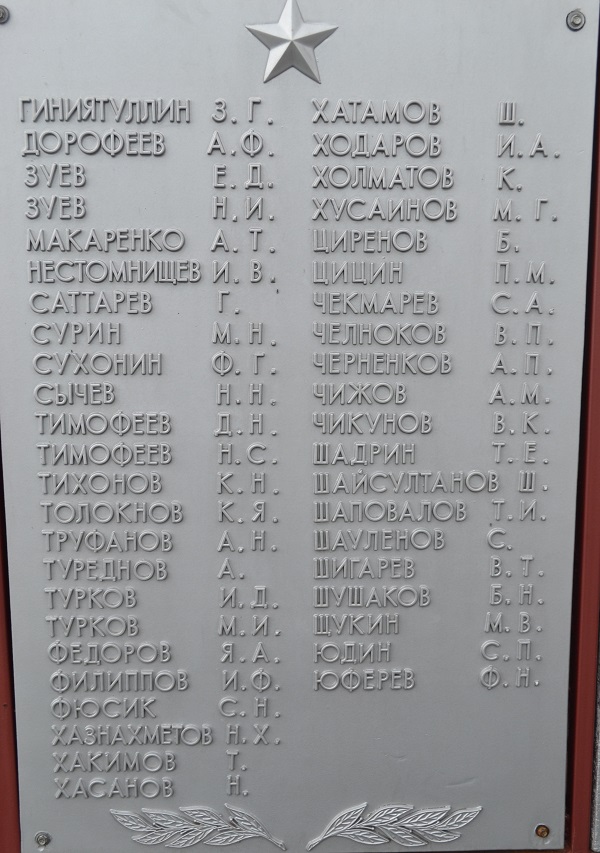 ГИНИЯТУЛЛИН З. Г.
ДОРОФЕЕВ А. Ф.
ЗУЕВ Е. Д.
ЗУЕВ Н. И.
МАКАРЕНКО А. Т.
НЕСТОМНИЩЕВ И. В.
САТТАРЕВ Г.
СУРИН М. Н.
СУХОНИН Ф. Г.
СЫЧЕВ Н. Н.
ТИМОФЕЕВ Д. Н.
ТИМОФЕЕВ Н. С.
ТИХОНОВ К. Н.
ТОЛОКНОВ К. Я.
ТРУФАНОВ А. Н.
ТУРЕДНОВ А.
ТУРКОВ И. Д.
ТУРКОВ М. И.
ФЕДОРОВ Я. А.
ФИЛИППОВ И. Ф.
ФЮСИК С. Н.
ХАЗНАХМЕТОВ Н. Х.
ХАКИМОВ Т.
ХАСАНОВ Н.
ХАТАМОВ Ш.
ХОДАРОВ И. А.
ХОЛМАТОВ К.
ХУСАИНОВ М. Г.
ЦИРЕНОВ Б.
ЦИЦИН П. М.
ЧЕКМАРЕВ С. А.
ЧЕЛНОКОВ В. П.
ЧЕРНЕНКОВ А. П.
ЧИЖОВ А. М.
ЧИКУНОВ В. К.
ШАДРИН Т. Е.
ШАЙСУЛТАНОВ Ш.
ШАПОВАЛОВ Т. И.
ШАУЛЕНОВ С.
ШИГАРЕВ В. Т.
ШУШАКОВ Б. Н.
ЩУКИН М. В.
ЮДИН С. П.
ЮФЕРЕВ Ф. Н.